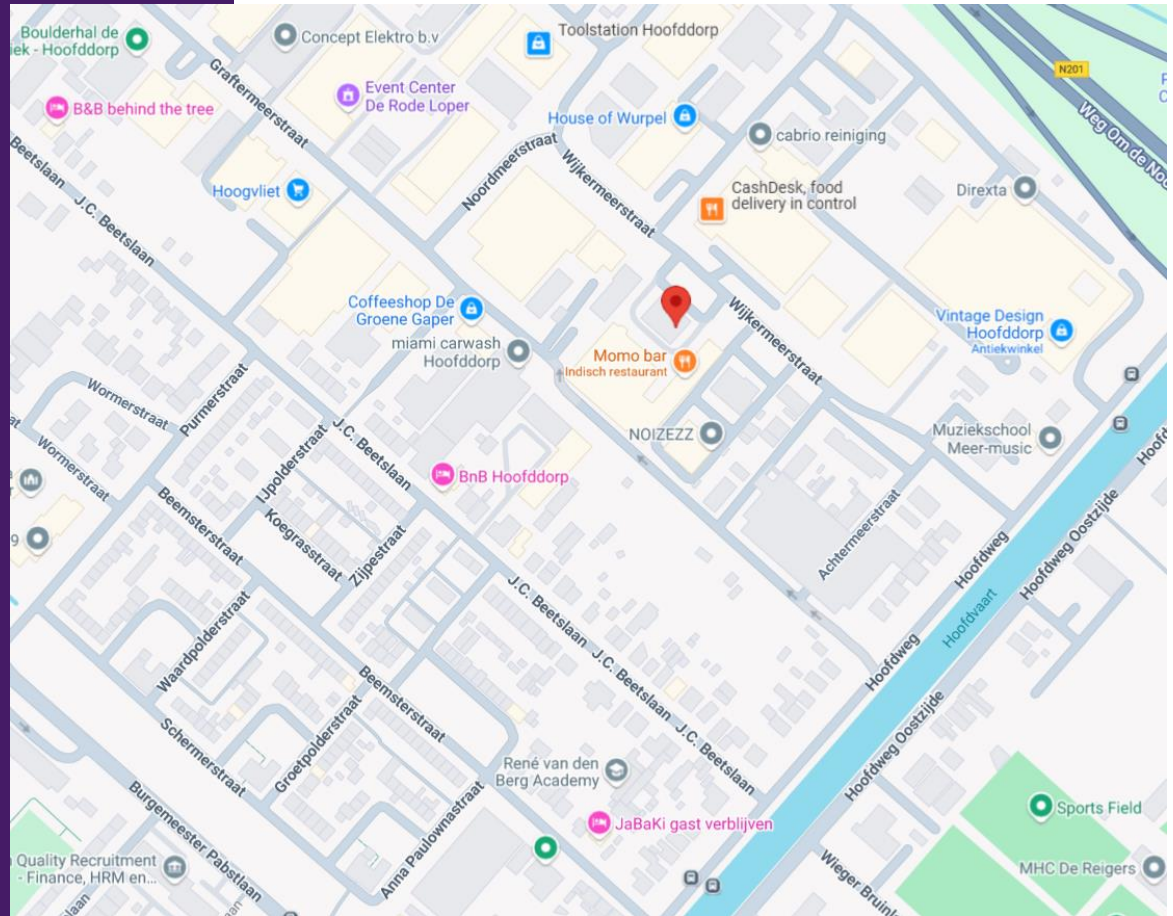 Boulderhal de
iek - Hoofddorp
Concept Elektro b.v
Toolstation Hoofddorp
N201
Weg Om de Noo
Graftermeerstraat
Event Center
De Rode Loper
B&B behind the tree
House of Wurpel
cabrio reiniging
Beetslaan
J.C. Beetslaan
Hoogvliet
Noordmeerstraat
Wijkermeerstraat
CashDesk, food
delivery in control
Direxta
Coffeeshop De
Groene Gaper
miami carwash
Hoofddorp
Wijkermeerstraat
Vintage Design
Hoofddorp
Antiekwinkel
Momo bar
Indisch restaurant
Wormerstraat
Purmerstraat
Wormerstraat
IJpolderstraat
J.C. Beetslaan
NOIZEZZ
Muziekschool
Meer-music
Hoofd
BnB Hoofddorp
Beemsterstraat
Koegrasstraat
Zijpestraat
Achtermeerstraat
Hoofdweg
Hoofdweg Oostzijde
Hoofdvaart
Waardpolderstraat
J.C. Beetslaan
J.C. Beetslaan
Hoofdweg
Beemsterstraat
Schermerstraat
Groetpolderstraat
J.C. Beetslaan
Hoofdweg Oostzijde
René van den
Berg Academy
JaBaKi gast verblijven
Sports Field
Burgemeester Pabstlaan
Anna Paulownastraat
Quality Recruitment
- Finance, HRM en...
Wieger Bruinl
MHC De Reigers
laan